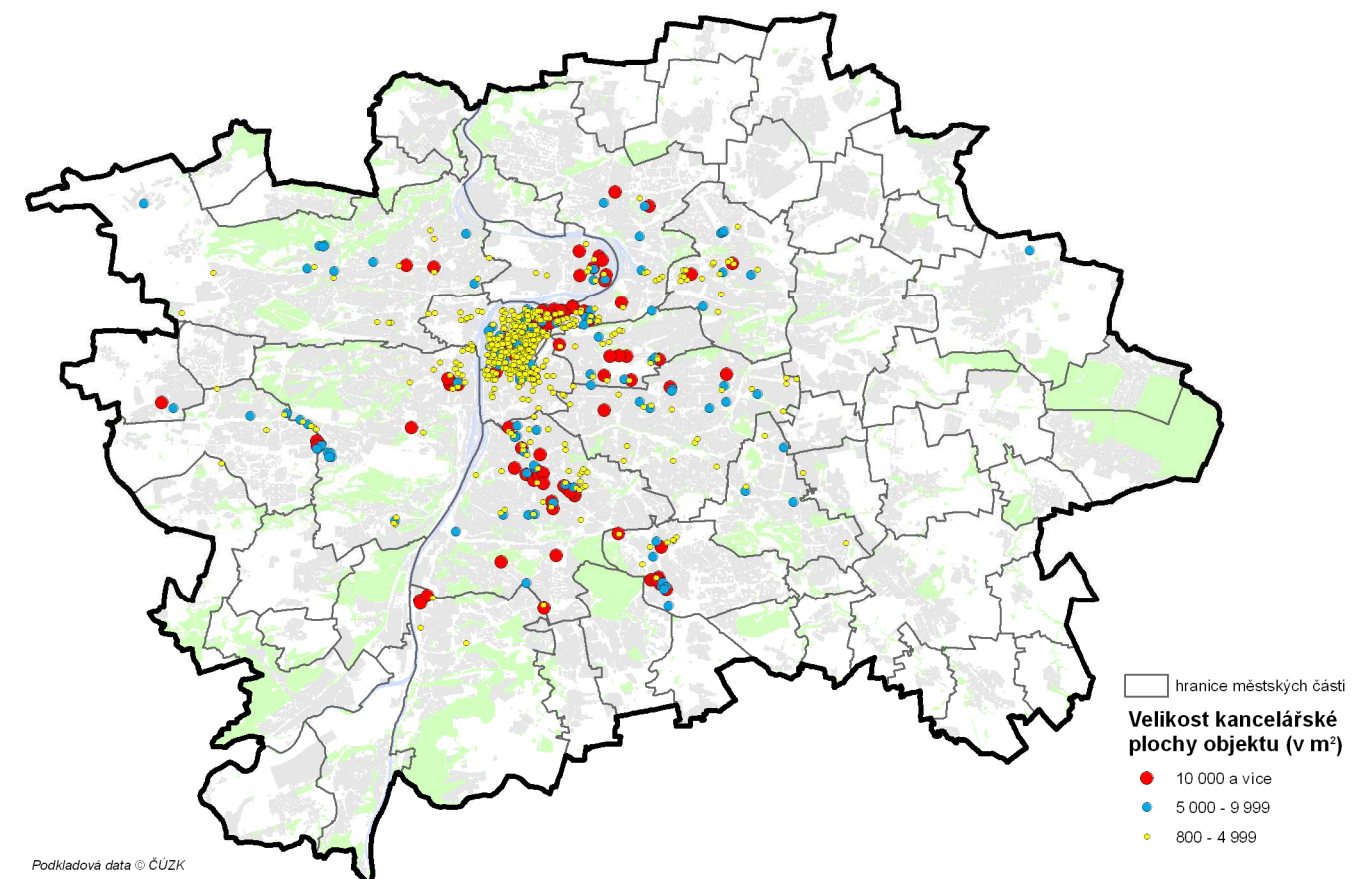 hranice městských částí
Velikost kancelářské
plochy objektu (v m²)
10 000 a více
5 000 - 9 999
800 - 4 999
Podkladová data © ČÚZK